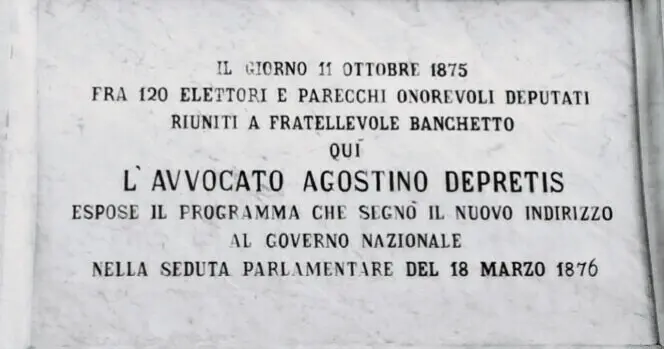 IL GIORNO 11 OTTOBRE 1875
FRA 120 ELETTORI E PARECCHI ONOREVOLI DEPUTATI
RIUNITI A FRATELLEVOLE BANCHETTO
QUÌ
L'AVVOCATO AGOSTINO DEPRETIS
ESPOSE IL PROGRAMMA CHE SEGNÒ IL NUOVO INDIRIZZO
AL GOVERNO NAZIONALE
NELLA SEDUTA PARLAMENTARE DEL 18 MARZO 1876